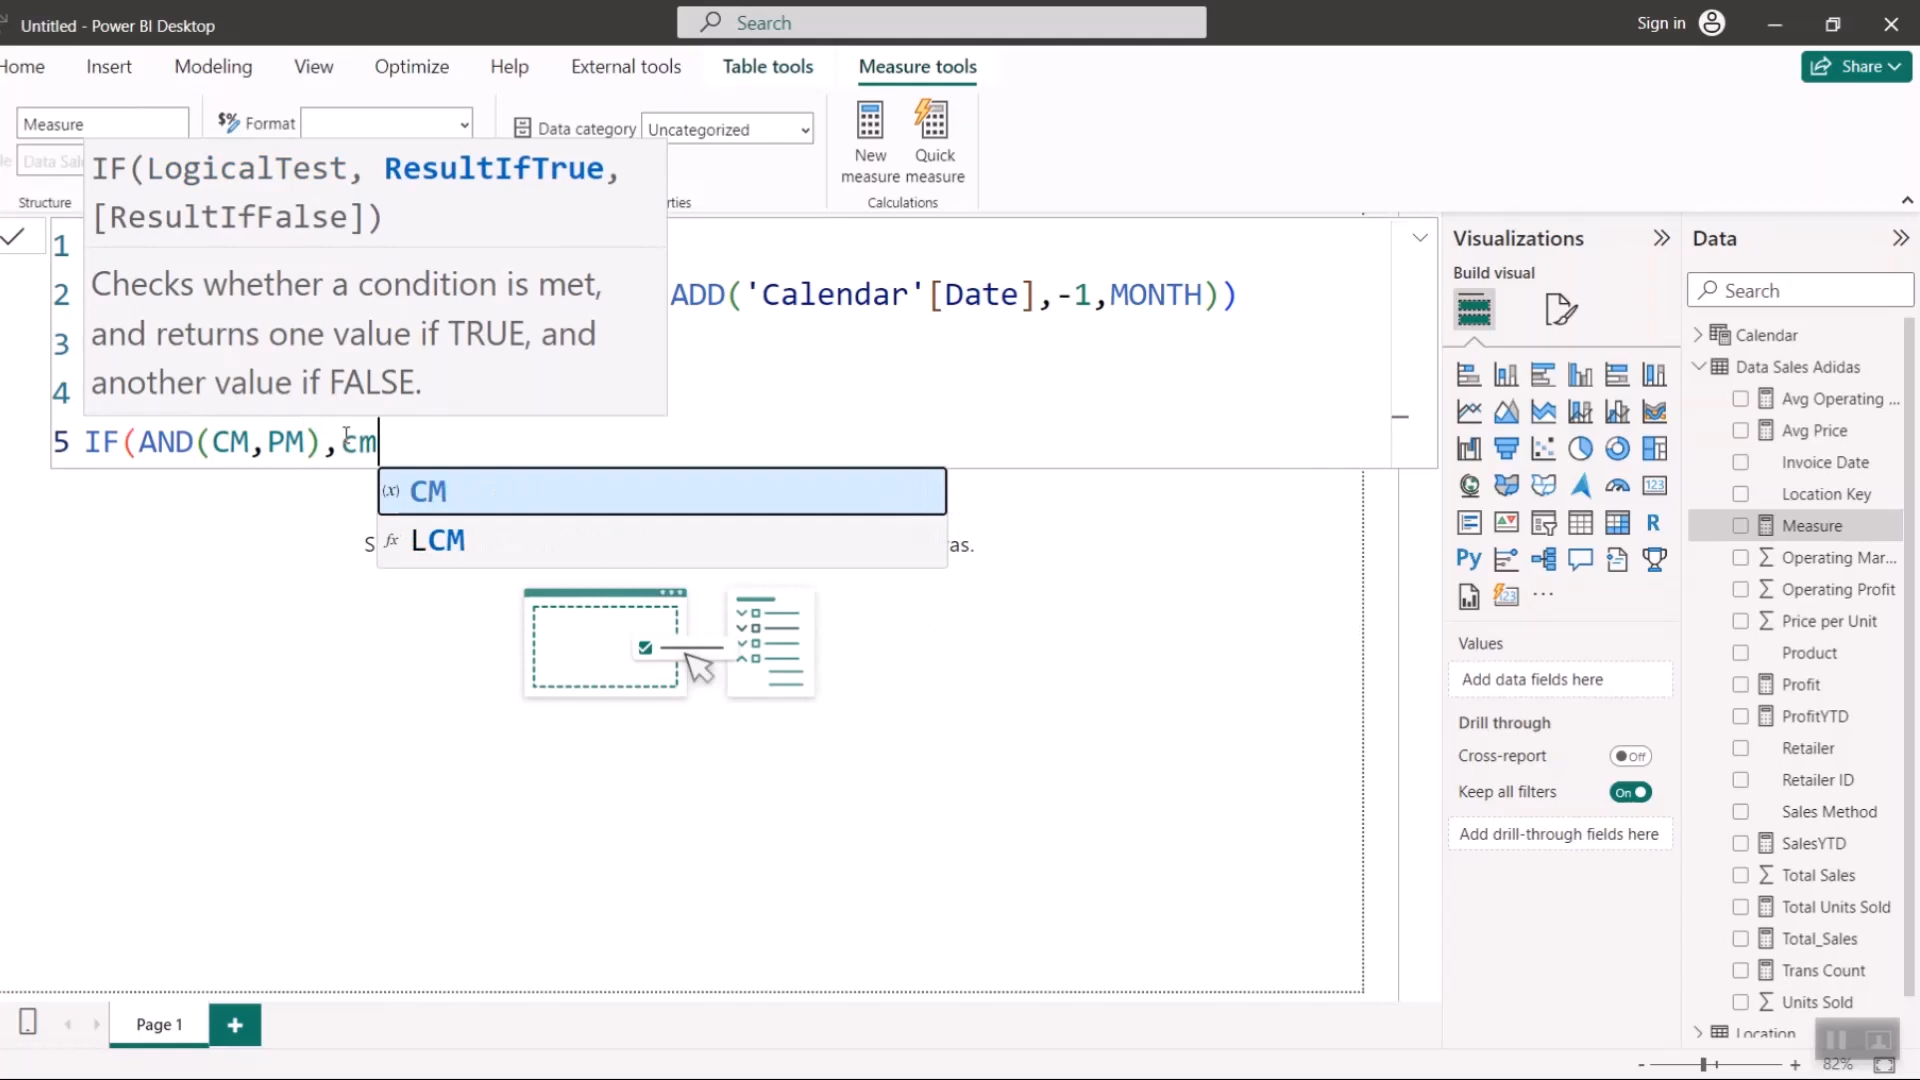 Untitled - Power BI Desktop
Search
Sign in
Home
Insert
Modeling
View
Optimize
Help
External tools
Table tools
Measure tools
Share
Measure
Format
Data category
Uncategorized
New measure
Quick measure
Structure
Calculations
IF(LogicalTest, ResultIfTrue,
[ResultIfFalse])
Checks whether a condition is met,
and returns one value if TRUE, and
another value if FALSE.
1
2 ADD('Calendar'[Date],-1,MONTH))
3
4
5 IF(AND(CM,PM),cm
(x) CM
fx LCM
Visualizations
Build visual
123
R
Py
123
Values
Add data fields here
Drill through
Cross-report
Off
Keep all filters
On
Add drill-through fields here
Data
Search
Calendar
Data Sales Adidas
Avg Operating ...
Avg Price
Invoice Date
Location Key
Measure
Operating Mar...
Operating Profit
Price per Unit
Product
Profit
ProfitYTD
Retailer
Retailer ID
Sales Method
SalesYTD
Total Sales
Total Units Sold
Total_Sales
Trans Count
Units Sold
Location
Page 1
82%